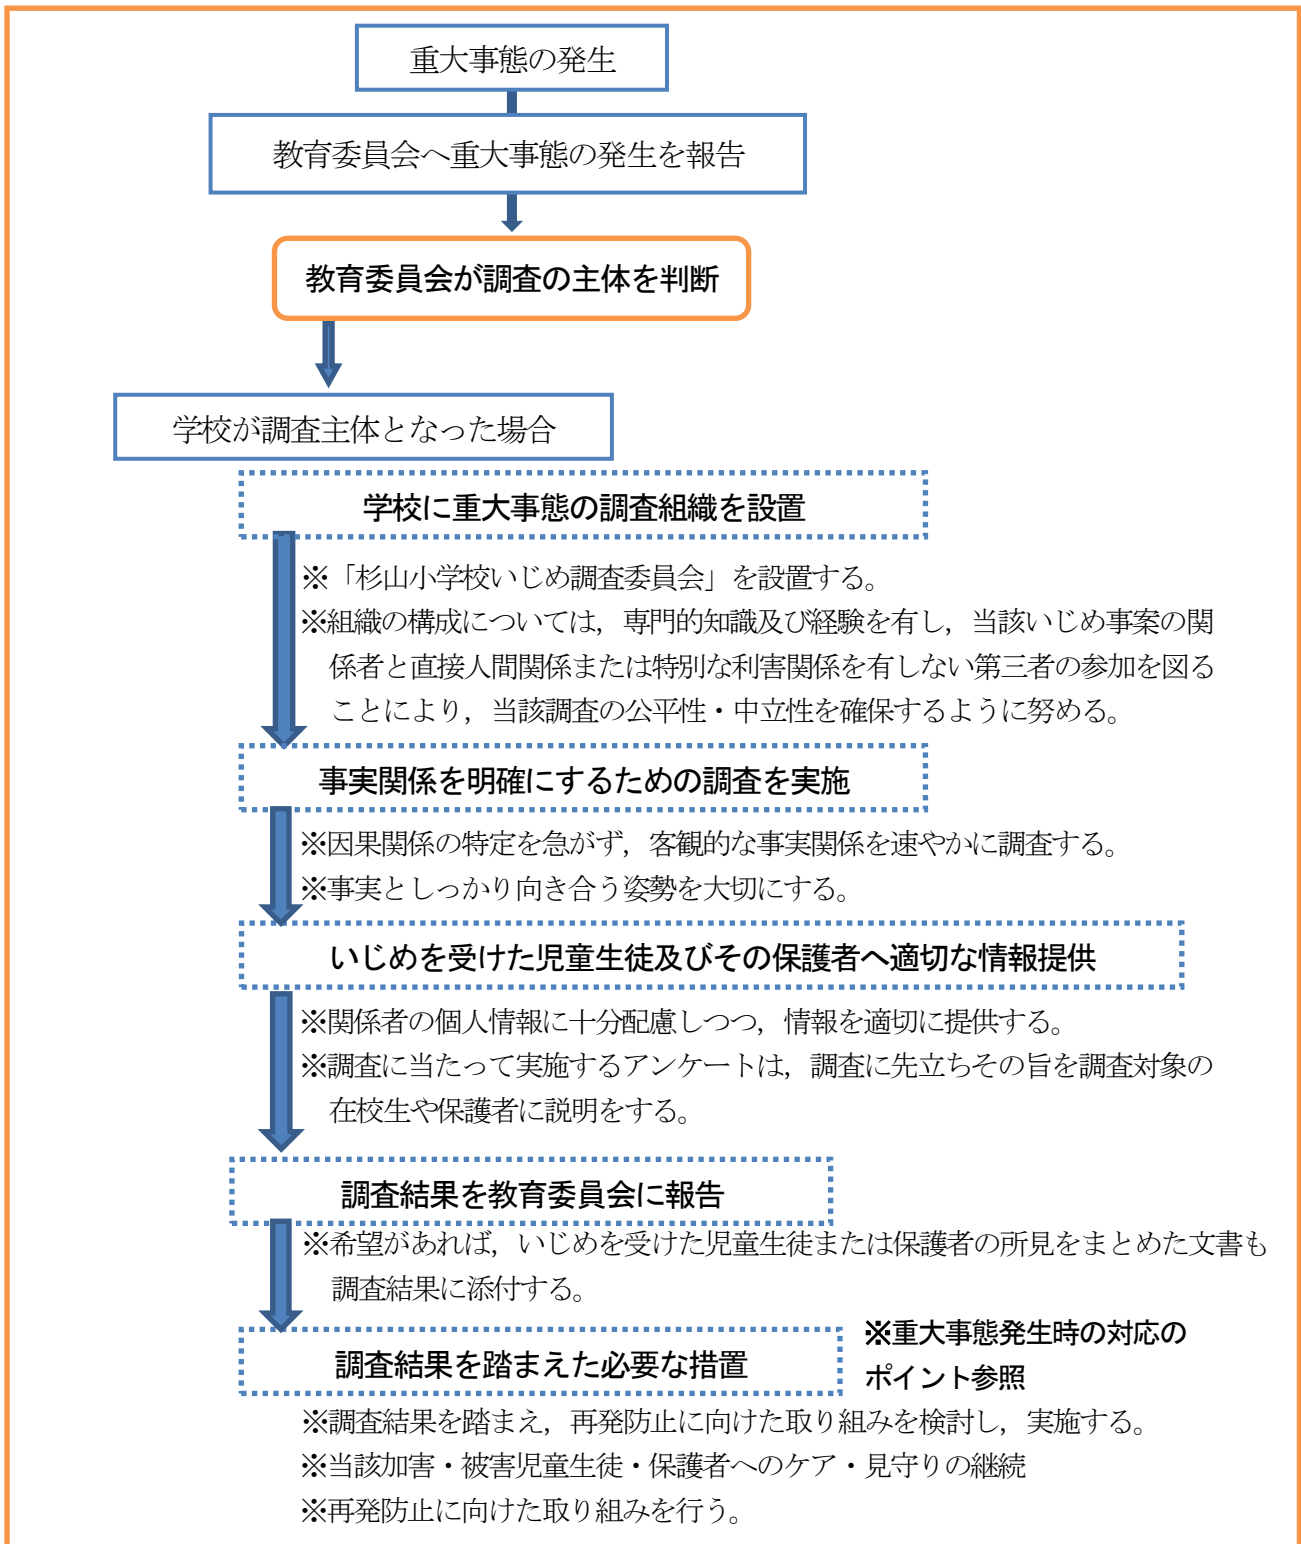 重大事態の発生
教育委員会へ重大事態の発生を報告
教育委員会が調査の主体を判断
学校が調査主体となった場合
学校に重大事態の調査組織を設置
※「杉山小学校いじめ調査委員会」を設置する。
※組織の構成については，専門的知識及び経験を有し，当該いじめ事案の関
係者と直接人間関係または特別な利害関係を有しない第三者の参加を図る
ことにより，当該調査の公平性・中立性を確保するように努める。
事実関係を明確にするための調査を実施
※因果関係の特定を急がず，客観的な事実関係を速やかに調査する。
※事実としっかり向き合う姿勢を大切にする。
いじめを受けた児童生徒及びその保護者へ適切な情報提供
※関係者の個人情報に十分配慮しつつ，情報を適切に提供する。
※調査に当たって実施するアンケートは，調査に先立ちその旨を調査対象の
在校生や保護者に説明をする。
調査結果を教育委員会に報告
※希望があれば，いじめを受けた児童生徒または保護者の所見をまとめた文書も
調査結果に添付する。
調査結果を踏まえた必要な措置
※重大事態発生時の対応の
ポイント参照
※調査結果を踏まえ，再発防止に向けた取り組みを検討し，実施する。
※当該加害・被害児童生徒・保護者へのケア・見守りの継続
※再発防止に向けた取り組みを行う。